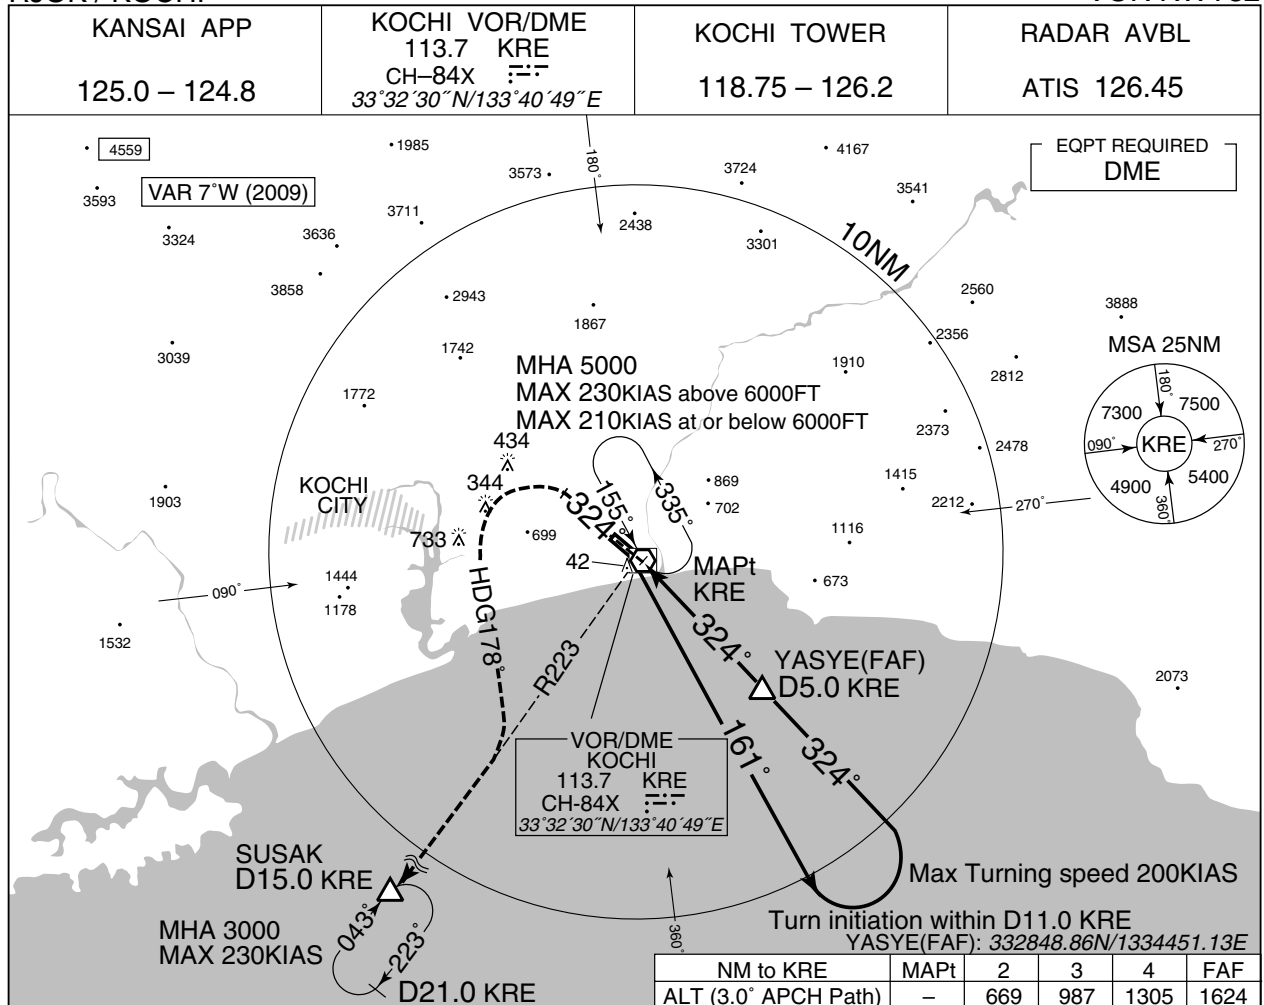 KANSAI APP
125.0 – 124.8
KOCHI VOR/DME
113.7 KRE
CH–84X
33˚32´30˝N/133˚40´49˝E
KOCHI TOWER
118.75 – 126.2
RADAR AVBL
ATIS 126.45
EQPT REQUIRED
DME
4559
VAR 7˚W (2009)
3593
3324
1985
3573
3711
3636
3858
2943
3039
1742
1772
1867
2438
180˚
3724
4167
3541
3301
10NM
2560
2356
3888
2812
1910
2373
2478
1415
2212
270˚
1116
673
869
702
2073
MSA 25NM
180˚
7300
7500
090˚
KRE
270˚
4900
5400
360˚
MHA 5000
MAX 230KIAS above 6000FT
MAX 210KIAS at or below 6000FT
434
344
733
699
42
KOCHI
CITY
1903
1444
1178
1532
090˚
155˚
335˚
324˚
HDG178˚
R223
MAPt
KRE
324˚
YASYE(FAF)
D5.0 KRE
324˚
161˚
VOR/DME
KOCHI
113.7 KRE
CH-84X
33˚32´30˝N/133˚40´49˝E
SUSAK
D15.0 KRE
043˚
223˚
MHA 3000
MAX 230KIAS
D21.0 KRE
360˚
Max Turning speed 200KIAS
Turn initiation within D11.0 KRE
YASYE(FAF): 332848.86N/1334451.13E
NM to KRE MAPt 2 3 4 FAF
ALT (3.0˚ APCH Path) – 669 987 1305 1624